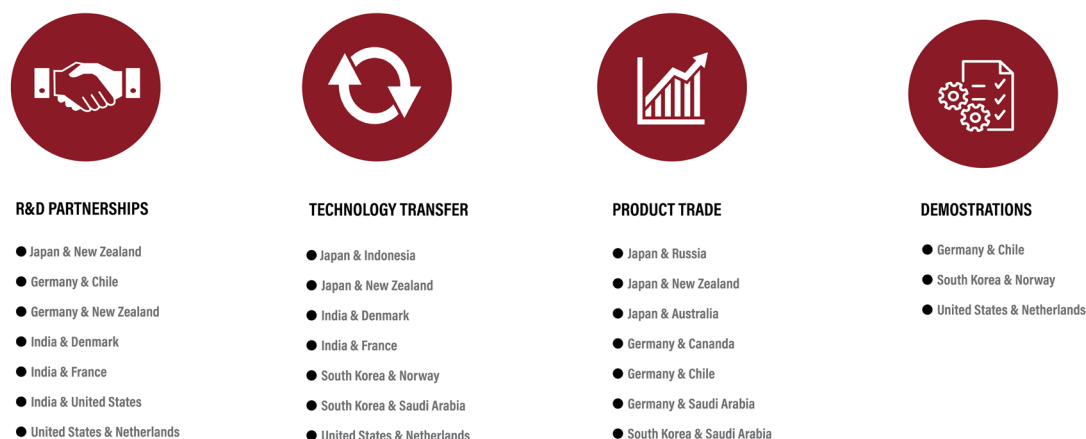 R&D PARTNERSHIPS
Japan & New Zealand
Germany & Chile
Germany & New Zealand
India & Denmark
India & France
India & United States
United States & Netherlands
TECHNOLOGY TRANSFER
Japan & Indonesia
Japan & New Zealand
India & Denmark
India & France
South Korea & Norway
South Korea & Saudi Arabia
United States & Netherlands
PRODUCT TRADE
Japan & Russia
Japan & New Zealand
Japan & Australia
Germany & Cananda
Germany & Chile
Germany & Saudi Arabia
South Korea & Saudi Arabia
DEMOSTRATIONS
Germany & Chile
South Korea & Norway
United States & Netherlands